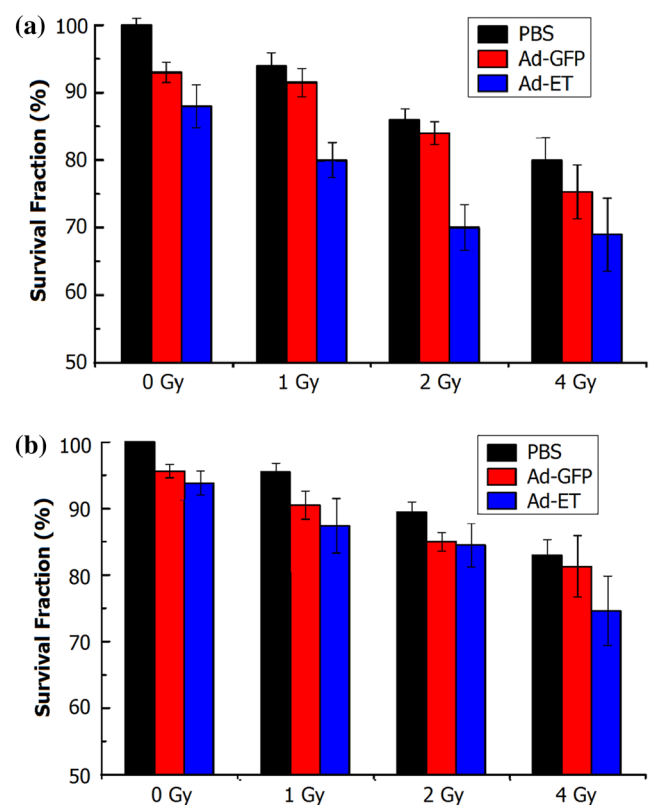 (a)
Survival Fraction (%)
100
90
80
70
60
50
PBS
Ad-GFP
Ad-ET
0 Gy
1 Gy
2 Gy
4 Gy
(b)
Survival Fraction (%)
100
90
80
70
60
50
PBS
Ad-GFP
Ad-ET
0 Gy
1 Gy
2 Gy
4 Gy